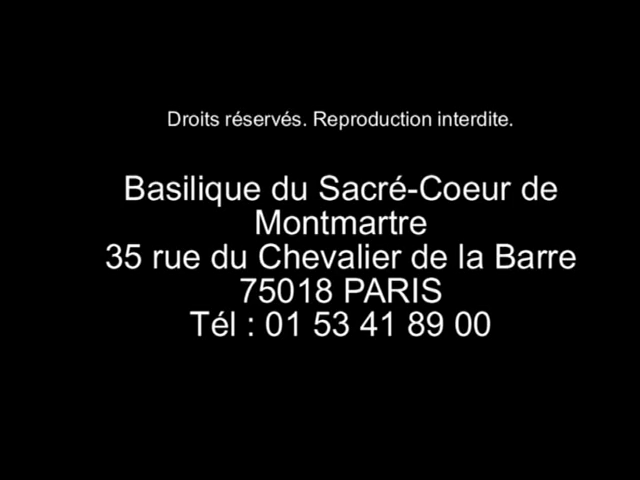 Droits réservés. Reproduction interdite.
Basilique du Sacré-Coeur de
Montmartre
35 rue du Chevalier de la Barre
75018 PARIS
Tél : 01 53 41 89 00